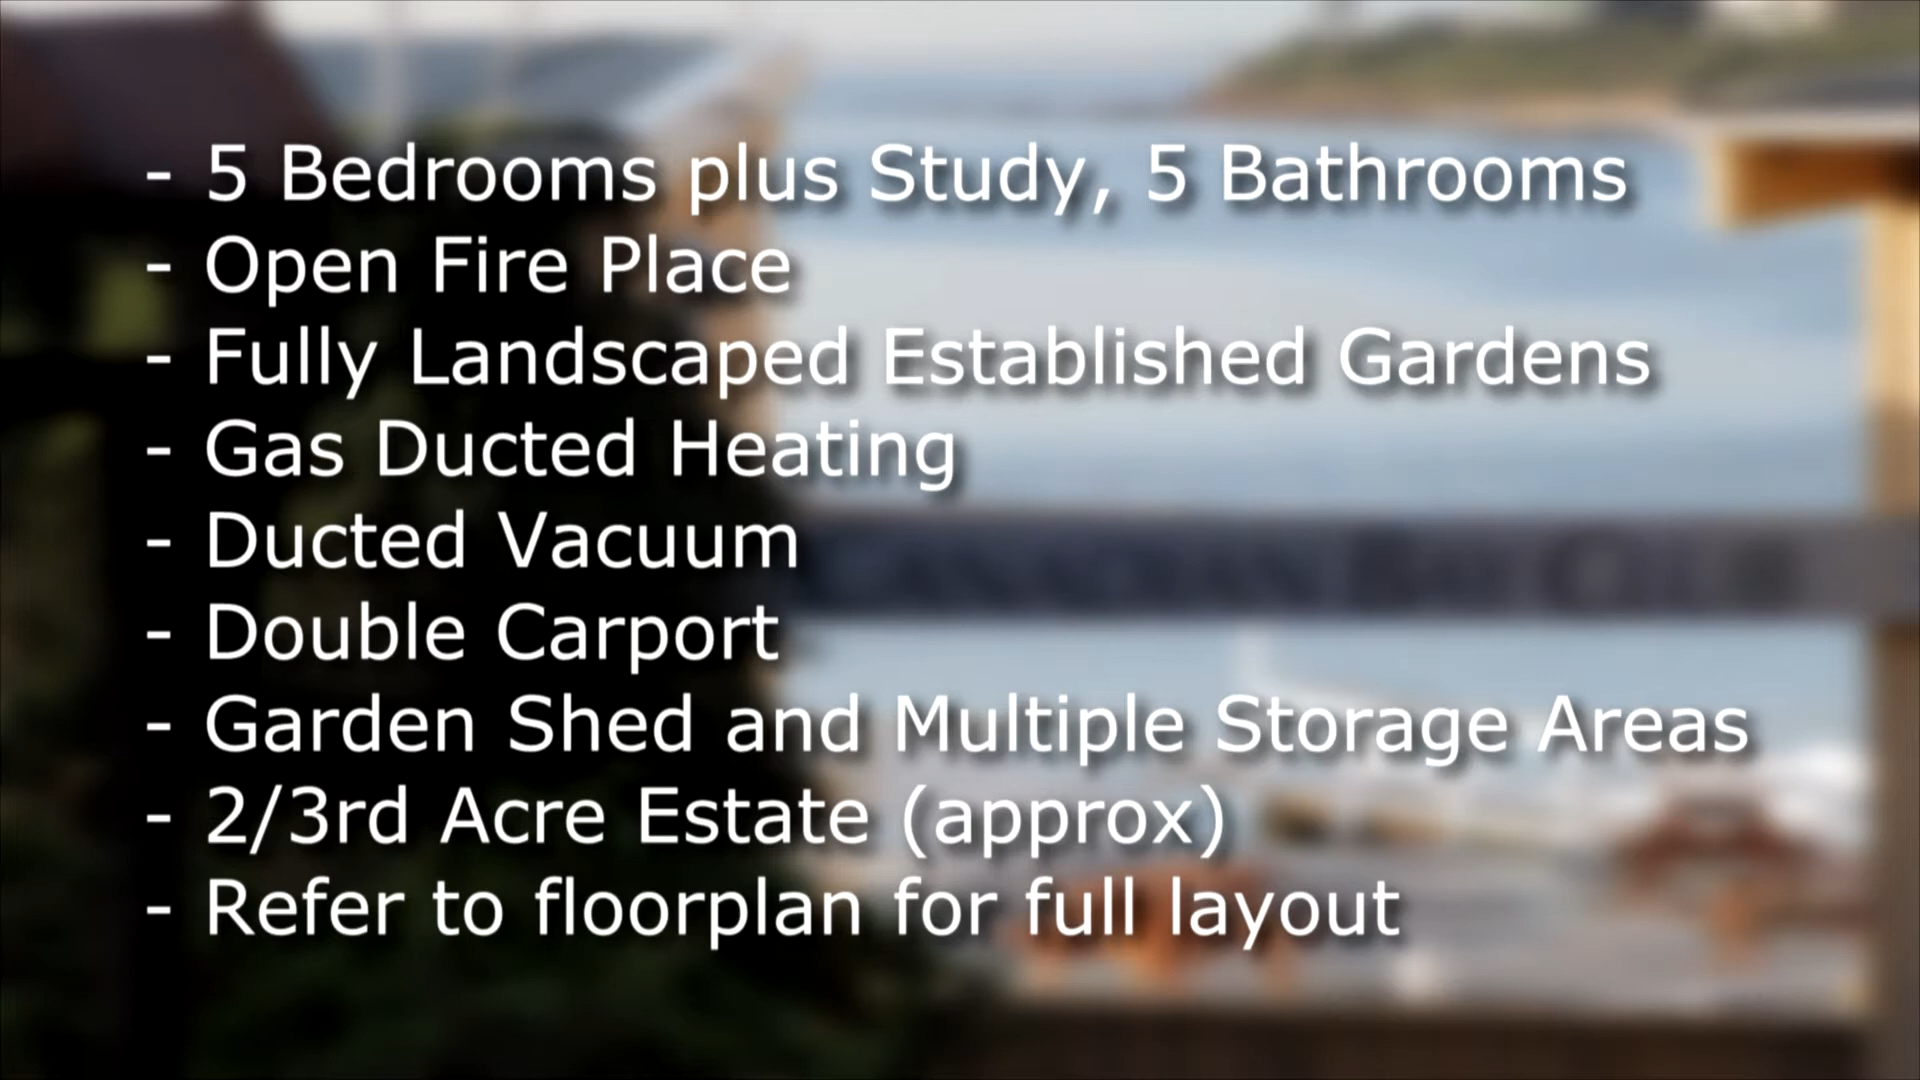 - 5 Bedrooms plus Study, 5 Bathrooms
- Open Fire Place
- Fully Landscaped Established Gardens
- Gas Ducted Heating
- Ducted Vacuum
- Double Carport
- Garden Shed and Multiple Storage Areas
- 2/3rd Acre Estate (approx)
- Refer to floorplan for full layout